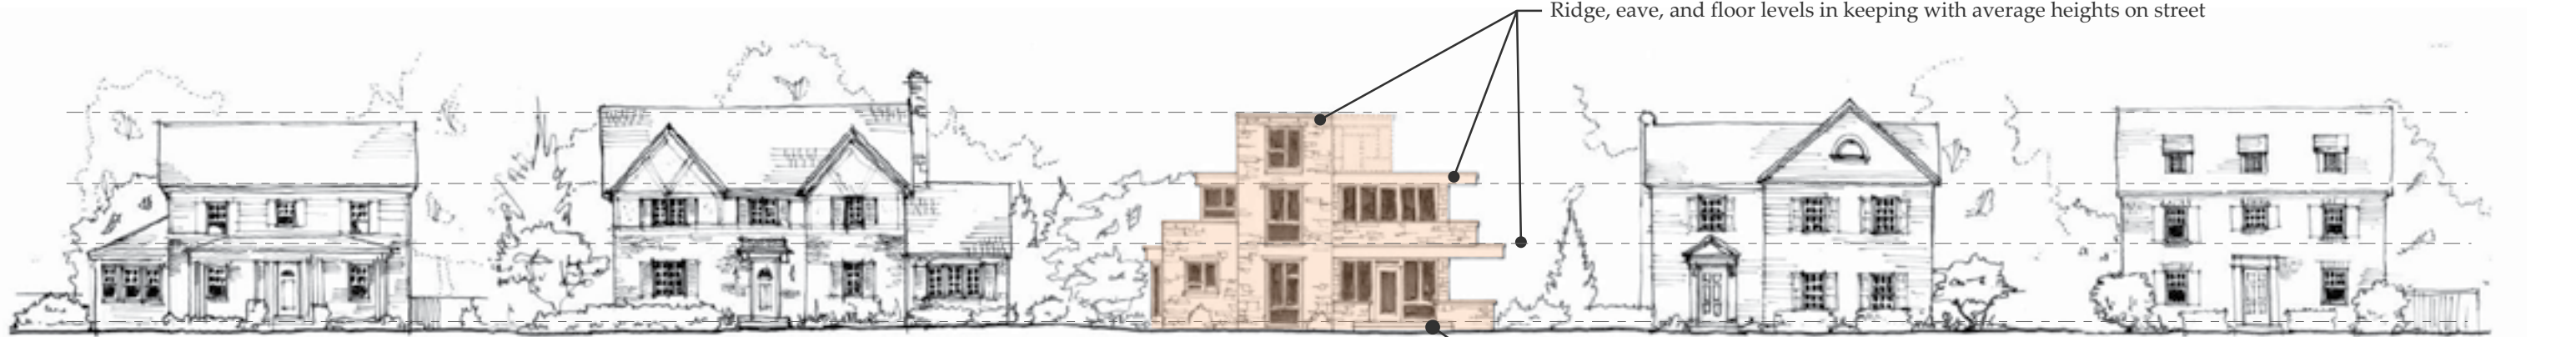 Ridge, eave, and floor levels in keeping with average heights on street